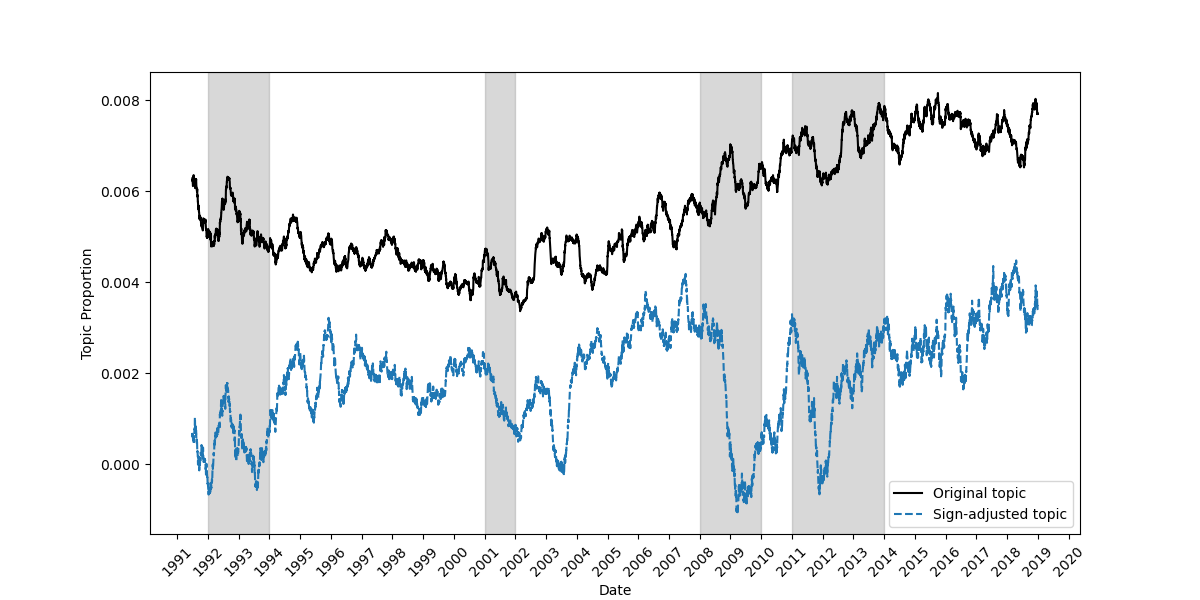 0.008
0.006
0.004
0.002
0.000
Topic Proportion
Original topic
Sign-adjusted topic
1991 1992 1993 1994 1995 1996 1997 1998 1999 2000 2001 2002 2003 2004 2005 2006 2007 2008 2009 2010 2011 2012 2013 2014 2015 2016 2017 2018 2019 2020
Date